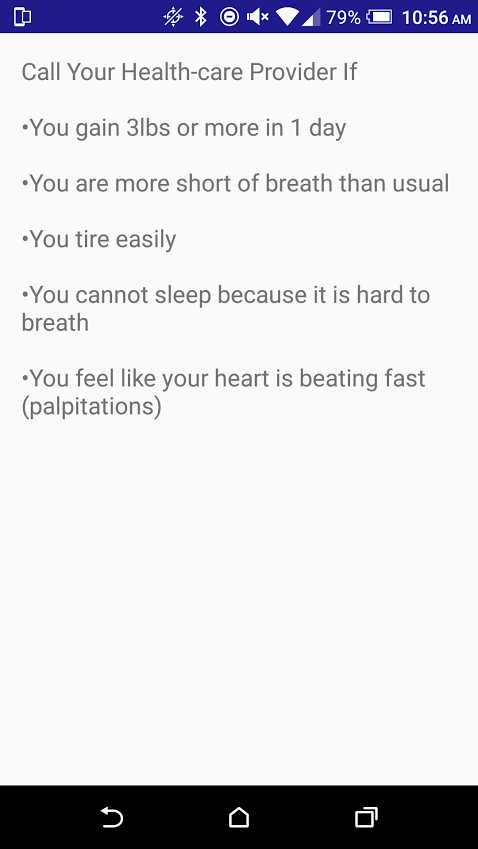 79% 10:56 AM
Call Your Health-care Provider If
•You gain 3lbs or more in 1 day
•You are more short of breath than usual
•You tire easily
•You cannot sleep because it is hard to
breath
•You feel like your heart is beating fast
(palpitations)